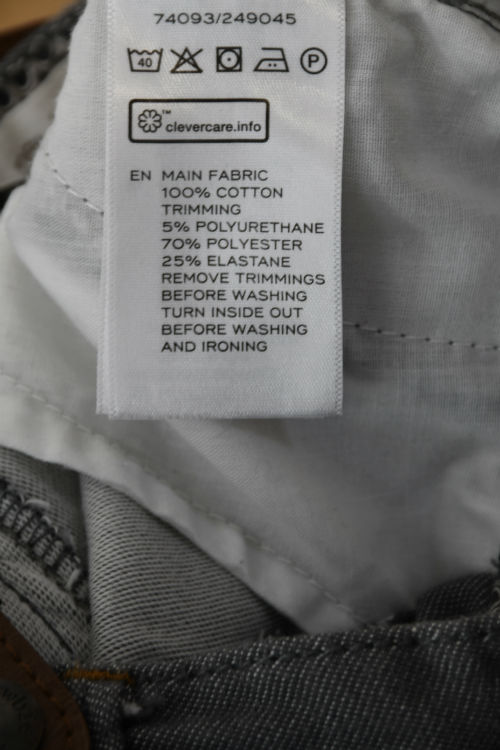 74093/249045
40 P
™
clevercare.info
EN MAIN FABRIC
100% COTTON
TRIMMING
5% POLYURETHANE
70% POLYESTER
25% ELASTANE
REMOVE TRIMMINGS
BEFORE WASHING
TURN INSIDE OUT
BEFORE WASHING
AND IRONING